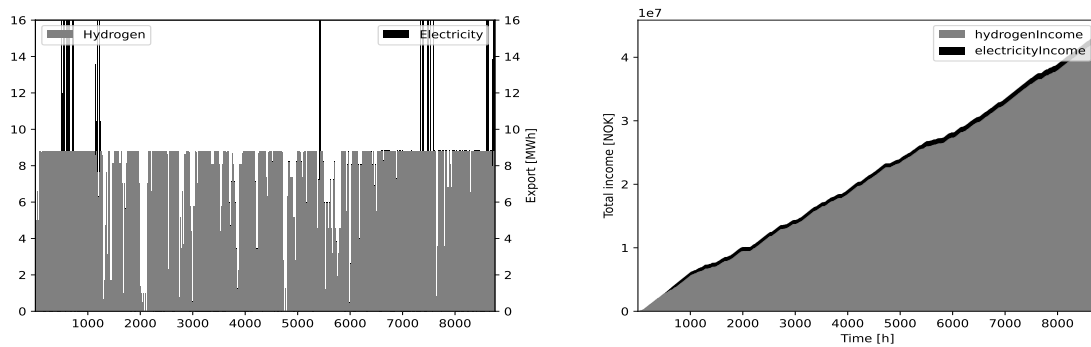 16
14
12
10
8
6
4
2
0
Hydrogen
Electricity
16
14
12
10
8
6
4
2
0
Export [MWh]
1000 2000 3000 4000 5000 6000 7000 8000
1e7
4
3
2
1
0
Total income [NOK]
hydrogenIncome
electricityIncome
1000 2000 3000 4000 5000 6000 7000 8000
Time [h]